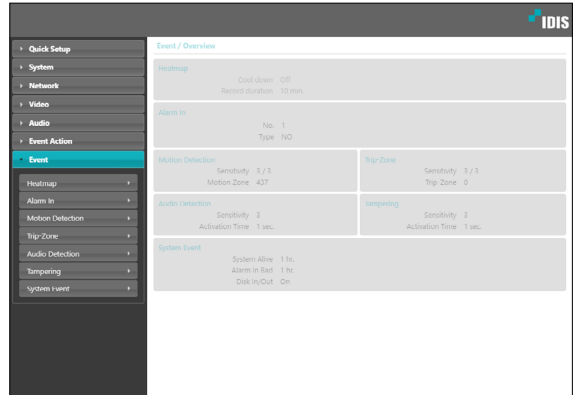 IDIS
Quick Setup
System
Network
Video
Audio
Event Action
Event
Heatmap
Alarm In
Motion Detection
Trip-Zone
Audio Detection
Tampering
System Event
Event / Overview
Heatmap
Cool down Off
Record duration 10 min.
Alarm In
No. 1
Type NO
Motion Detection
Sensitivity 3 / 3
Motion Zone 437
Trip-Zone
Sensitivity 3 / 3
Trip Zone 0
Audio Detection
Sensitivity 3
Activation Time 1 sec.
Tampering
Sensitivity 3
Activation Time 1 sec.
System Event
System Alive 1 hr.
Alarm In Bad 1 hr.
Disk In/Out On